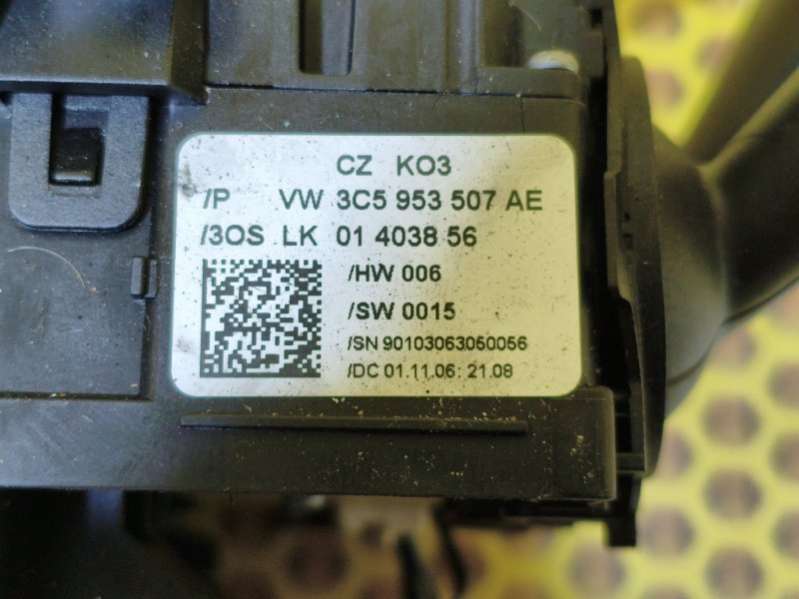 CZ KO3
/P VW 3C5 953 507 AE
/3OS LK 01 4038 56
/HW 006
/SW 0015
/SN 90103063060056
/DC 01.11.06: 21.08